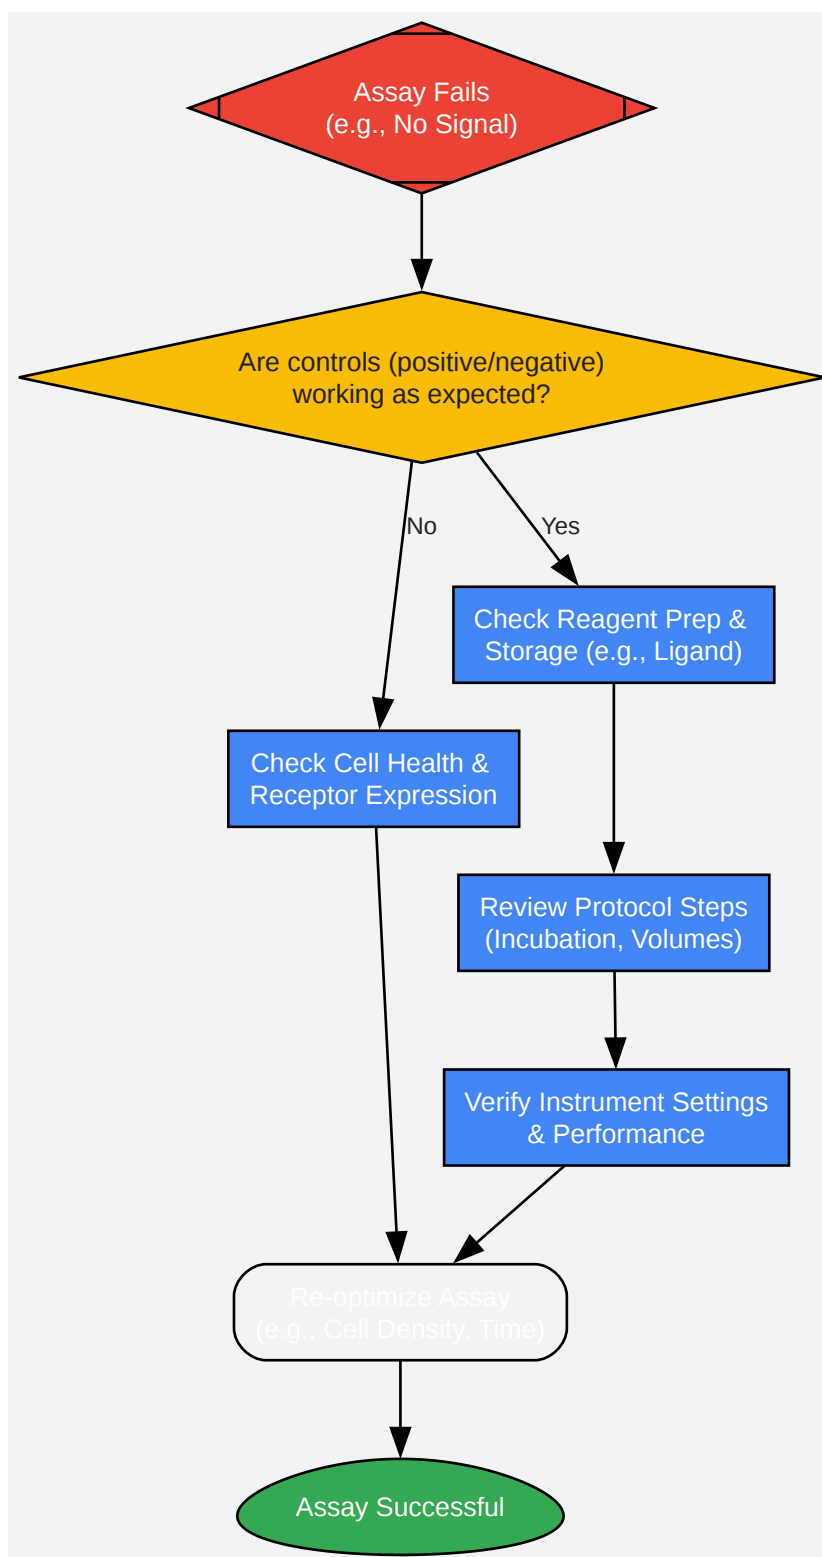 Assay Fails
(e.g., No Signal)
Are controls (positive/negative)
working as expected?
No
Yes
Check Reagent Prep &
Storage (e.g., Ligand)
Check Cell Health &
Receptor Expression
Review Protocol Steps
(Incubation, Volumes)
Verify Instrument Settings
& Performance
Re-optimize Assay
(e.g., Cell Density, Time)
Assay Successful